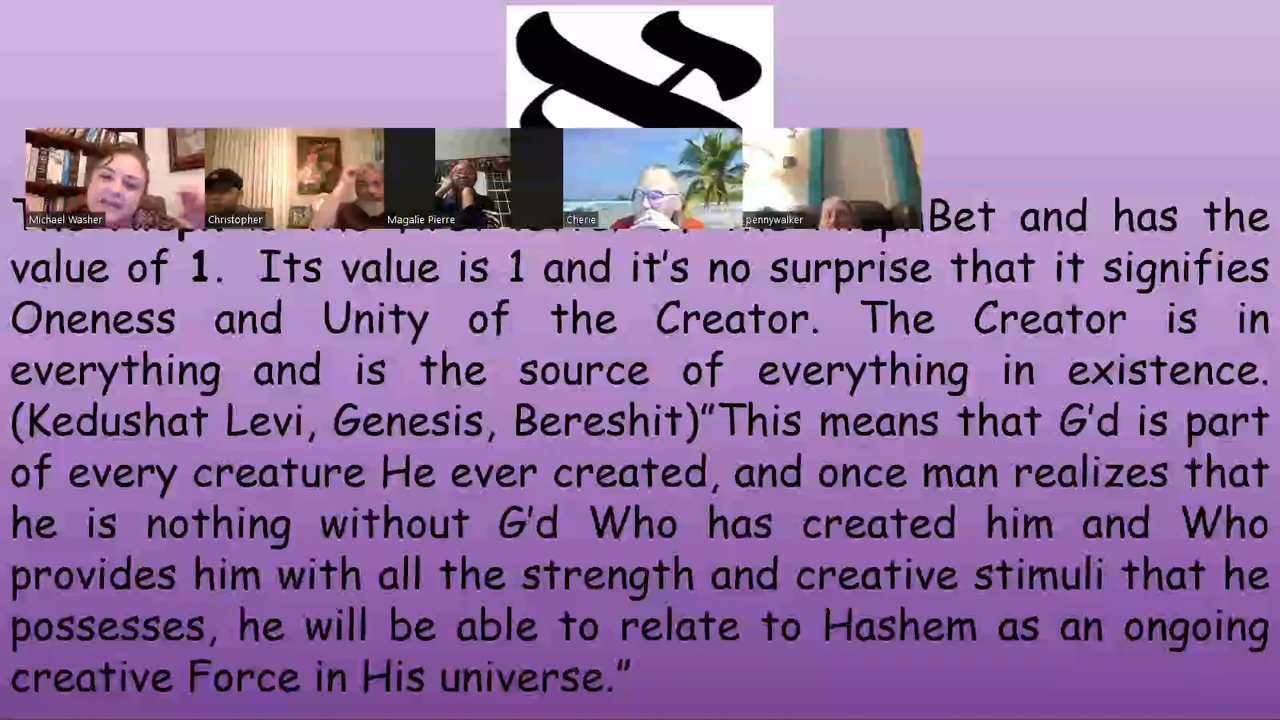 א
Michael Washer
Christopher
Magalie Pierre
Cherie
pennywalker
Bet and has the
value of 1. Its value is 1 and it's no surprise that it signifies
Oneness and Unity of the Creator. The Creator is in
everything and is the source of everything in existence.
(Kedushat Levi, Genesis, Bereshit)"This means that G'd is part
of every creature He ever created, and once man realizes that
he is nothing without G'd Who has created him and Who
provides him with all the strength and creative stimuli that he
possesses, he will be able to relate to Hashem as an ongoing
creative Force in His universe."